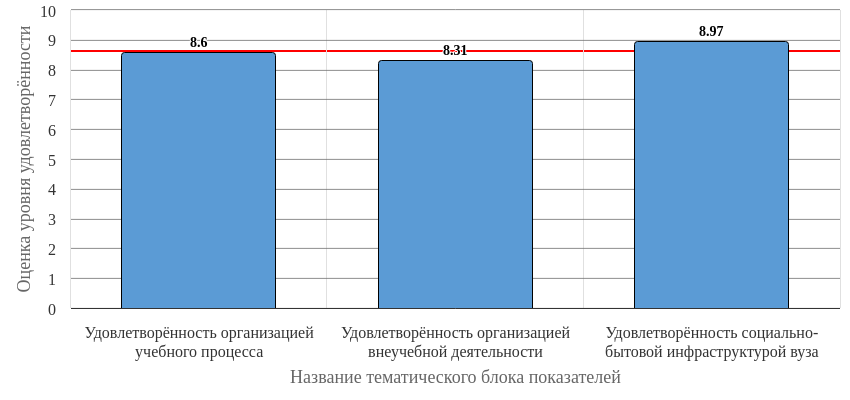 Оценка уровня удовлетворённости
10
9
8
7
6
5
4
3
2
1
0
8.6
8.31
8.97
Удовлетворённость организацией
учебного процесса
Удовлетворённость организацией
внеучебной деятельности
Удовлетворённость социально-
бытовой инфраструктурой вуза
Название тематического блока показателей